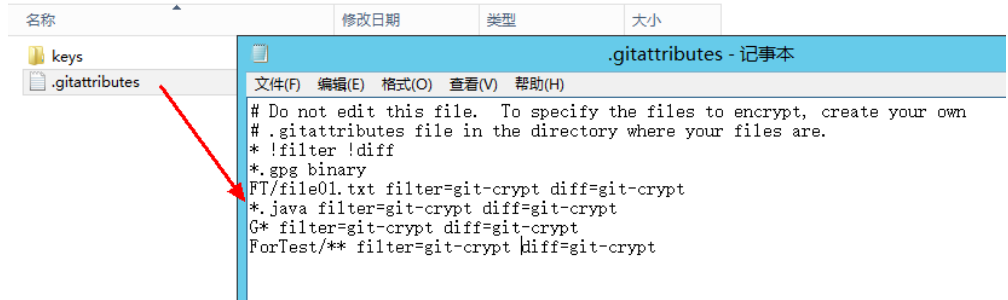 名称 修改日期 类型 大小
keys
.gitattributes
.gitattributes - 记事本
文件(F) 编辑(E) 格式(O) 查看(V) 帮助(H)
# Do not edit this file.  To specify the files to encrypt, create your own
# .gitattributes file in the directory where your files are.
* !filter !diff
*.gpg binary
FT/file01.txt filter=git-crypt diff=git-crypt
*.java filter=git-crypt diff=git-crypt
G* filter=git-crypt diff=git-crypt
ForTest/** filter=git-crypt diff=git-crypt